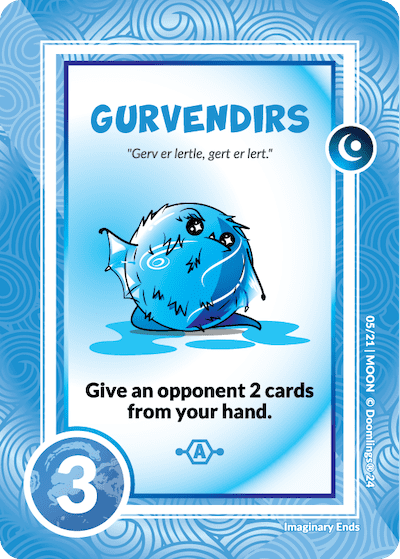 GURVENDIRS
"Gerv er lertle, gert er lert."
Give an opponent 2 cards
from your hand.
A
3
05/21 | MOON © Doomlings® 24
Imaginary Ends